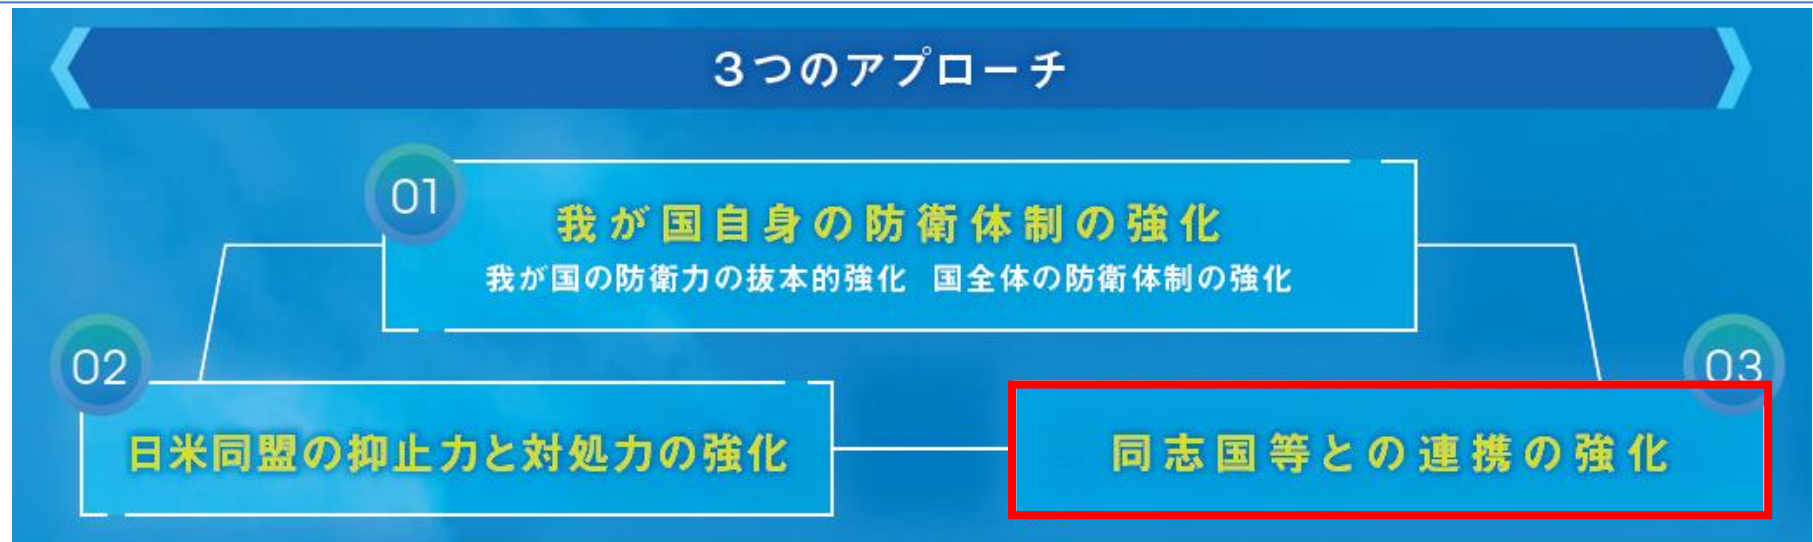 3つのアプローチ
01
我が国自身の防衛体制の強化
我が国の防衛力の抜本的強化 国全体の防衛体制の強化
02
日米同盟の抑止力と対処力の強化
03
同志国等との連携の強化